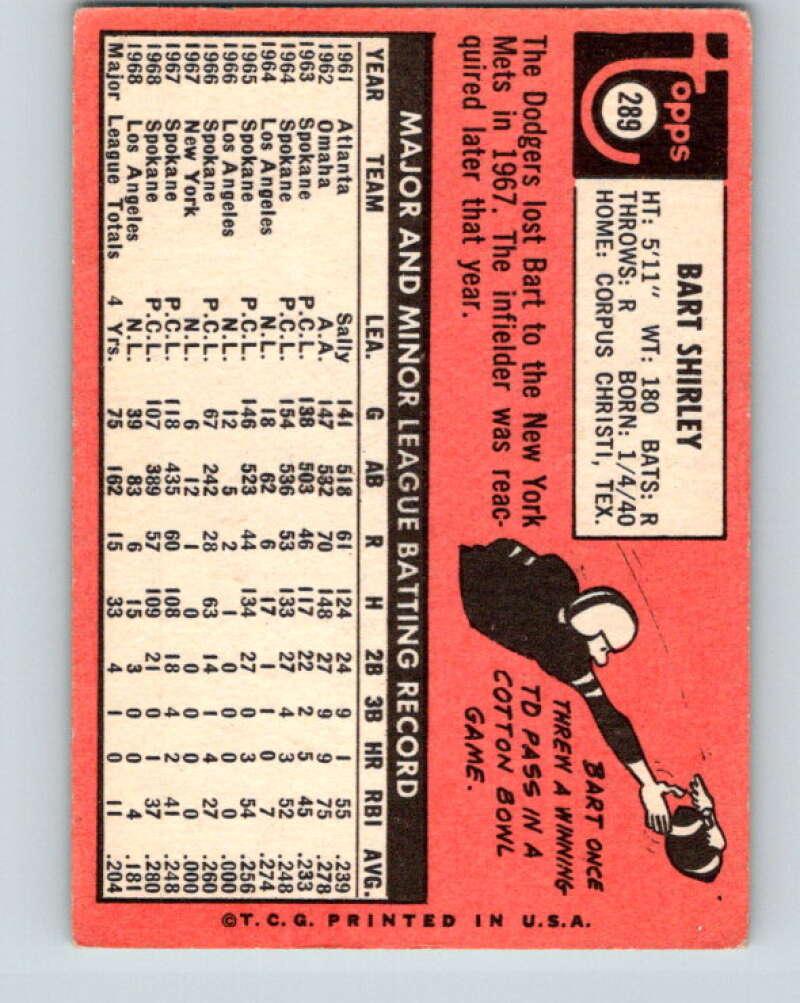 Topps
289
BART SHIRLEY
HT: 5'11" WT: 180 BATS: R
THROWS: R BORN: 1/4/40
HOME: CORPUS CHRISTI, TEX.
The Dodgers lost Bart to the New York
Mets in 1967. The infielder was reac-
quired later that year.
BART ONCE
THREW A WINNING
TD PASS IN A
COTTON BOWL
GAME.
MAJOR AND MINOR LEAGUE BATTING RECORD
YEAR TEAM LEA. G AB R H 2B 3B HR RBI AVG.
1961 Atlanta Sally 141 518 61 124 24 9 1 55 .239
1962 Omaha A.A. 147 532 70 148 27 9 9 75 .278
1963 Spokane P.C.L. 138 503 46 117 22 2 5 45 .233
1964 Spokane P.C.L. 154 536 53 133 27 4 3 52 .248
1964 Los Angeles N.L. 18 62 6 17 1 1 0 7 .274
1965 Spokane P.C.L. 146 523 44 134 27 0 3 54 .256
1966 Los Angeles N.L. 12 5 2 1 0 0 0 0 .000
1966 Spokane P.C.L. 67 242 28 63 14 1 4 27 .260
1967 New York N.L. 6 12 1 0 0 0 0 0 .000
1967 Spokane P.C.L. 118 435 60 108 18 4 2 41 .248
1968 Spokane P.C.L. 107 389 57 109 21 0 1 37 .280
1968 Los Angeles N.L. 39 83 6 15 3 0 0 4 .181
Major League Totals 4 Yrs. 75 162 15 33 4 1 0 11 .204
©T.C.G. PRINTED IN U.S.A.